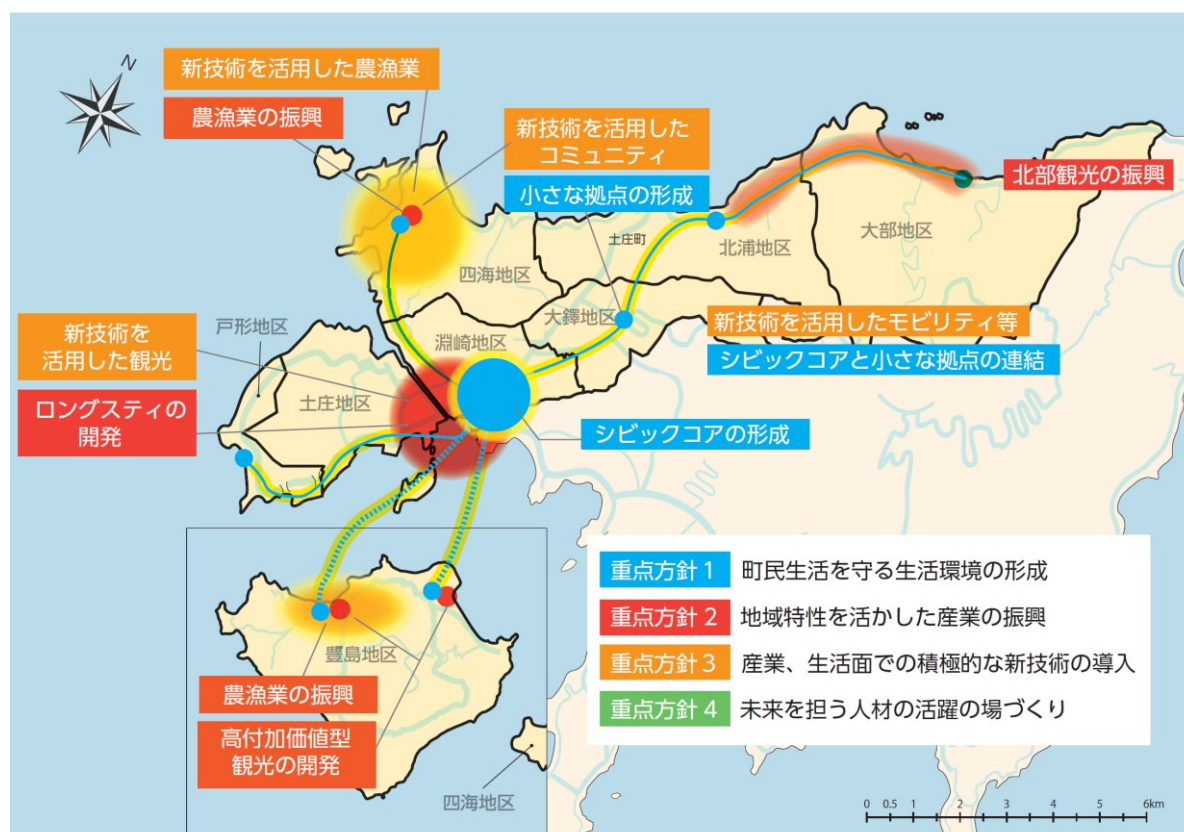 N
新技術を活用した農漁業
農漁業の振興
新技術を活用した
コミュニティ
小さな拠点の形成
北部観光の振興
土庄町
北浦地区
大部地区
四海地区
大鐸地区
戸形地区
淵崎地区
新技術を
活用した観光
新技術を活用したモビリティ等
シビックコアと小さな拠点の連結
土庄地区
ロングスティの
開発
シビックコアの形成
重点方針1 町民生活を守る生活環境の形成
重点方針2 地域特性を活かした産業の振興
重点方針3 産業、生活面での積極的な新技術の導入
重点方針4 未来を担う人材の活躍の場づくり
豊島地区
農漁業の振興
高付加価値型
観光の開発
四海地区
0 0.5 1 2 3 4 5 6km